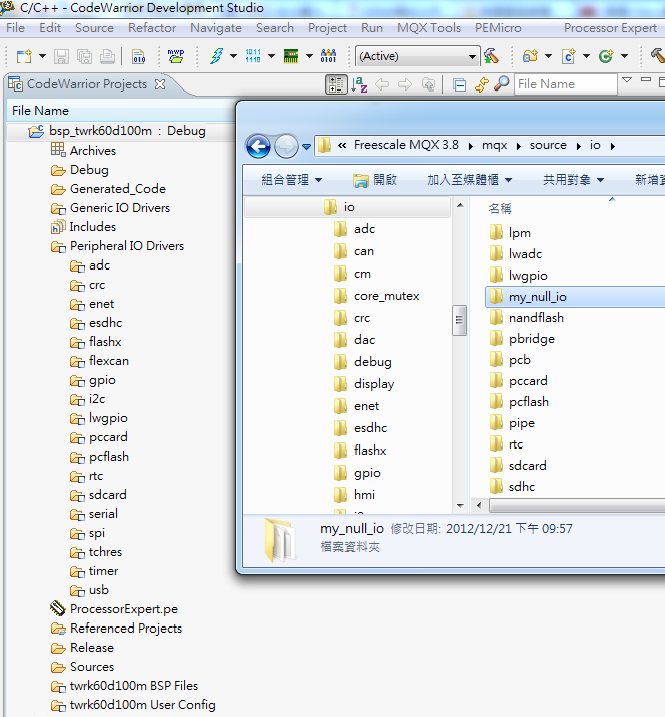 C/C++ - CodeWarrior Development Studio
File Edit Source Refactor Navigate Search Project Run MQX Tools PEMicro Processor Expert
(Active)
CodeWarrior Projects
File Name
File Name
bsp_twrk60d100m : Debug
Archives
Debug
Generated_Code
Generic IO Drivers
Includes
Peripheral IO Drivers
adc
crc
enet
esdhc
flashx
flexcan
gpio
i2c
lwgpio
pccard
pcflash
rtc
sdcard
serial
spi
tchres
timer
usb
ProcessorExpert.pe
Referenced Projects
Release
Sources
twrk60d100m BSP Files
twrk60d100m User Config
« Freescale MQX 3.8 mqx source io
組合管理 開啟 加入至媒體櫃 共用對象 新增
io
adc
can
cm
core_mutex
crc
dac
debug
display
enet
esdhc
flashx
gpio
hmi
名稱
lpm
lwadc
lwgpio
my_null_io
nandflash
pbridge
pcb
pccard
pcflash
pipe
rtc
sdcard
sdhc
my_null_io 修改日期: 2012/12/21 下午 09:57
檔案資料夾